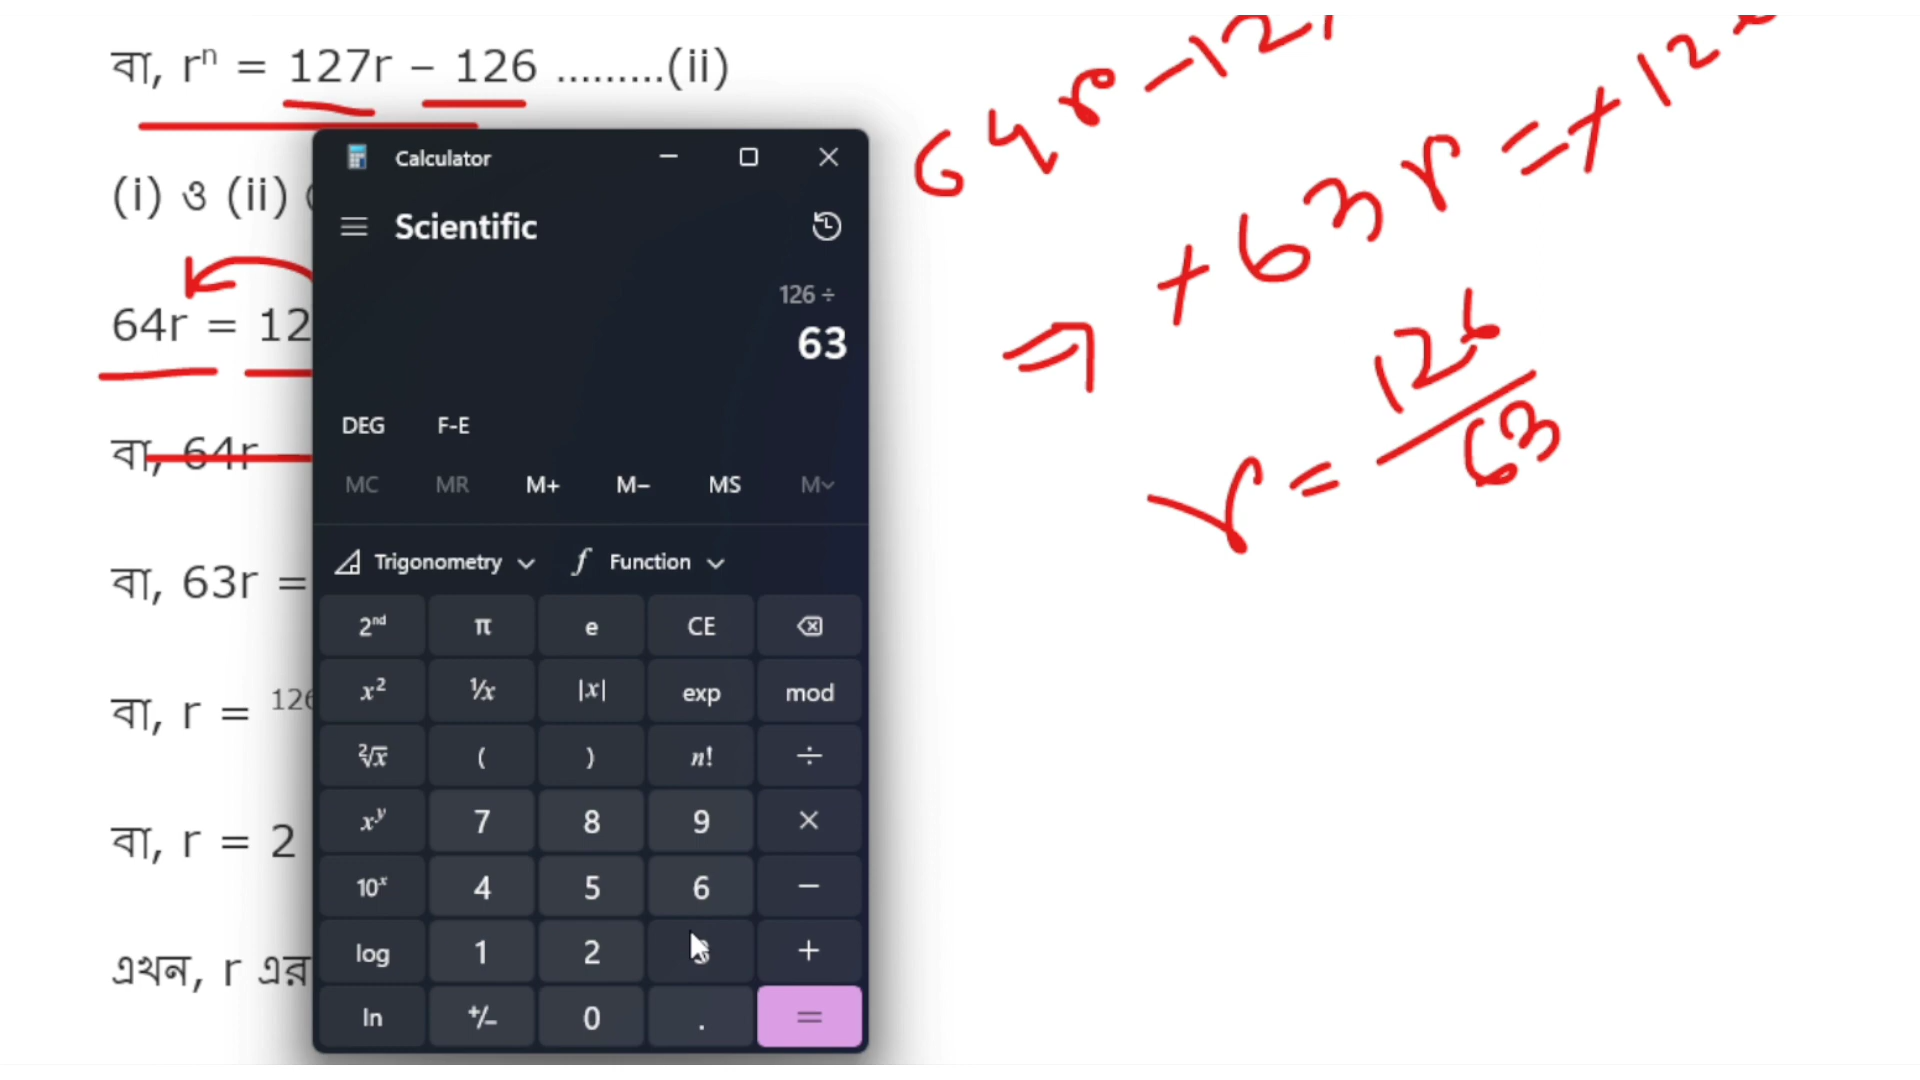 বা, rⁿ = 127r – 126 .........(ii)
(i) ও (ii)
64r = 12
বা, 64r –
বা, 63r =
বা, r = 126
বা, r = 2
এখন, r এর
Calculator
Scientific
126 ÷
63
DEG F-E
MC MR M+ M− MS M˅
Trigonometry f Function
2ⁿᵈ π e CE
x² ¹/x |x| exp mod
²√x ( ) n! ÷
xʸ 7 8 9 ×
10ˣ 4 5 6 −
log 1 2 +
ln +/− 0 . =
64r − 12
⇒ + 63r = + 12
r = 126/63